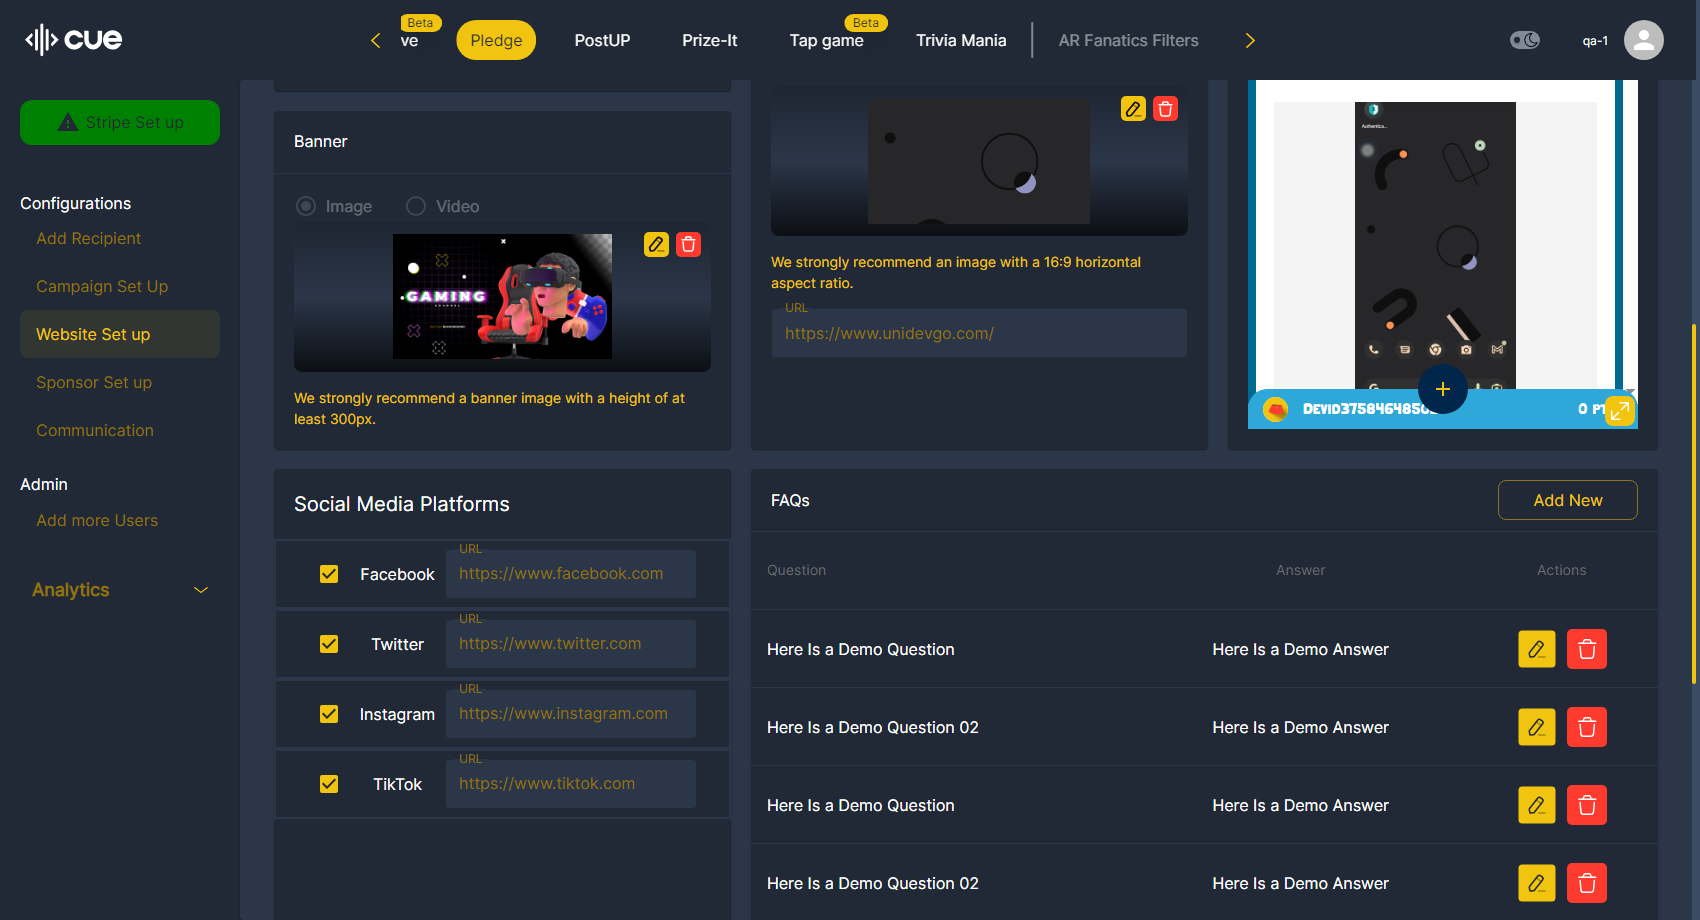 cue
Beta
ve
Pledge
PostUP
Prize-It
Beta
Tap game
Trivia Mania
AR Fanatics Filters
qa-1
Stripe Set up
Configurations
Add Recipient
Campaign Set Up
Website Set up
Sponsor Set up
Communication
Admin
Add more Users
Analytics
Banner
Image
Video
GAMING
We strongly recommend a banner image with a height of at
least 300px.
We strongly recommend an image with a 16:9 horizontal
aspect ratio.
URL
https://www.unidevgo.com/
Authentica...
0 PT
Social Media Platforms
Facebook
URL
https://www.facebook.com
Twitter
URL
https://www.twitter.com
Instagram
URL
https://www.instagram.com
TikTok
URL
https://www.tiktok.com
FAQs
Add New
Question
Answer
Actions
Here Is a Demo Question
Here Is a Demo Answer
Here Is a Demo Question 02
Here Is a Demo Answer
Here Is a Demo Question
Here Is a Demo Answer
Here Is a Demo Question 02
Here Is a Demo Answer